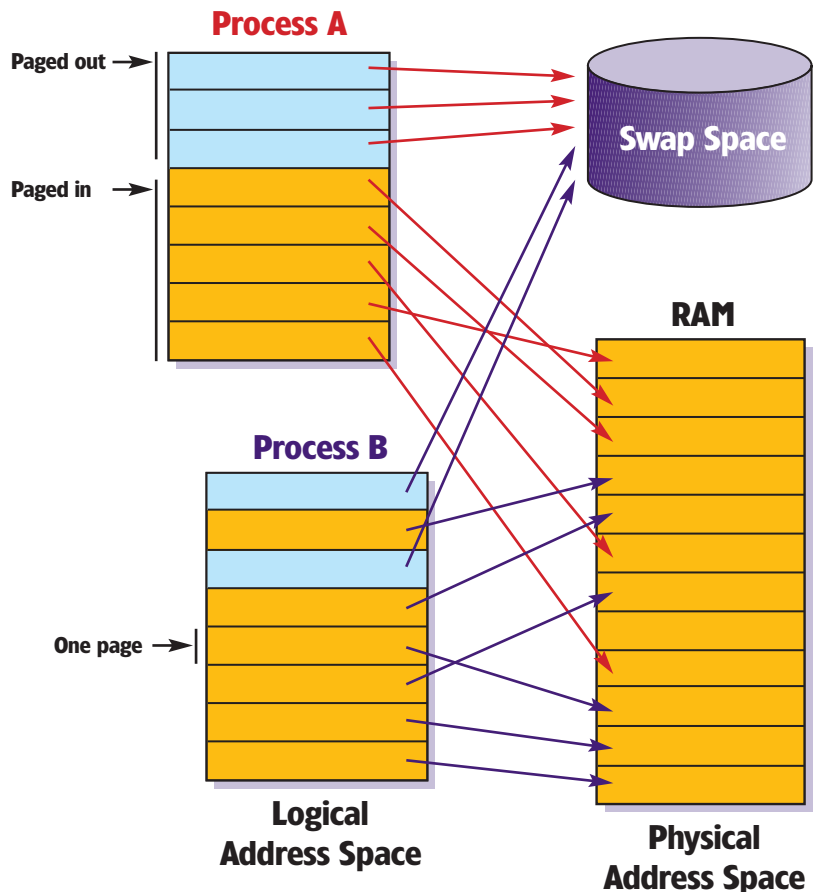 Process A
Paged out
Swap Space
Paged in
RAM
Process B
One page
Logical
Address Space
Physical
Address Space